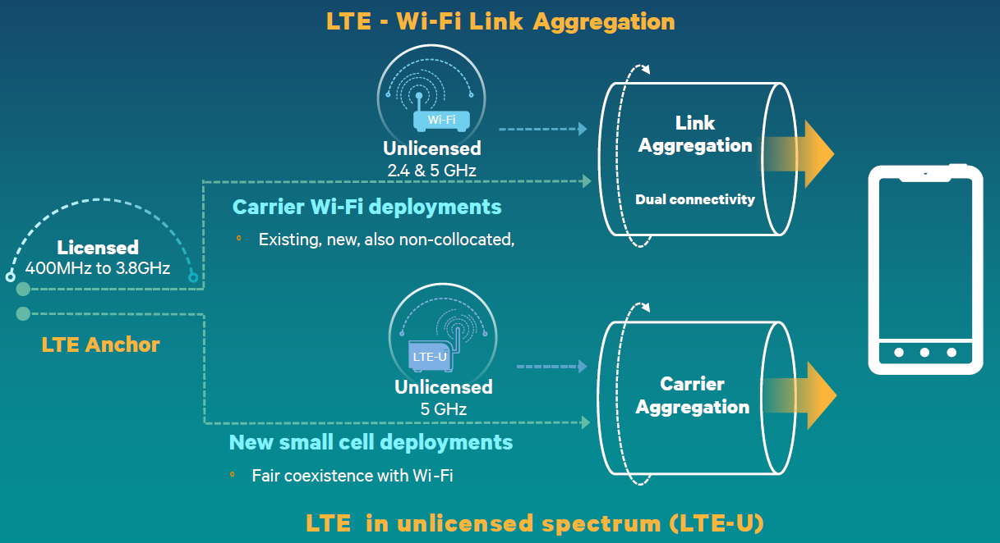 LTE - Wi-Fi Link Aggregation
Wi-Fi
Unlicensed
2.4 & 5 GHz
Link
Aggregation
Dual connectivity
Carrier Wi-Fi deployments
Existing, new, also non-collocated,
Licensed
400MHz to 3.8GHz
LTE Anchor
LTE-U
Unlicensed
5 GHz
Carrier
Aggregation
New small cell deployments
Fair coexistence with Wi-Fi
LTE in unlicensed spectrum (LTE-U)